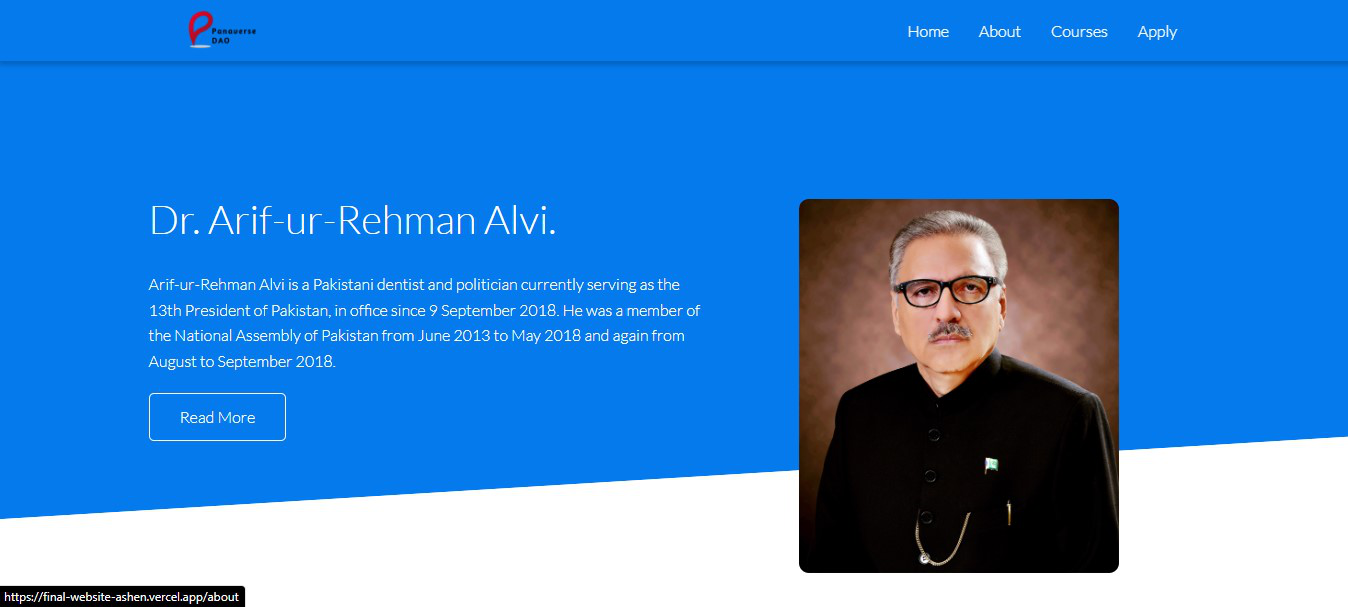 Panaverse
DAO
Home About Courses Apply
Dr. Arif-ur-Rehman Alvi.
Arif-ur-Rehman Alvi is a Pakistani dentist and politician currently serving as the
13th President of Pakistan, in office since 9 September 2018. He was a member of
the National Assembly of Pakistan from June 2013 to May 2018 and again from
August to September 2018.
Read More
https://final-website-ashen.vercel.app/about